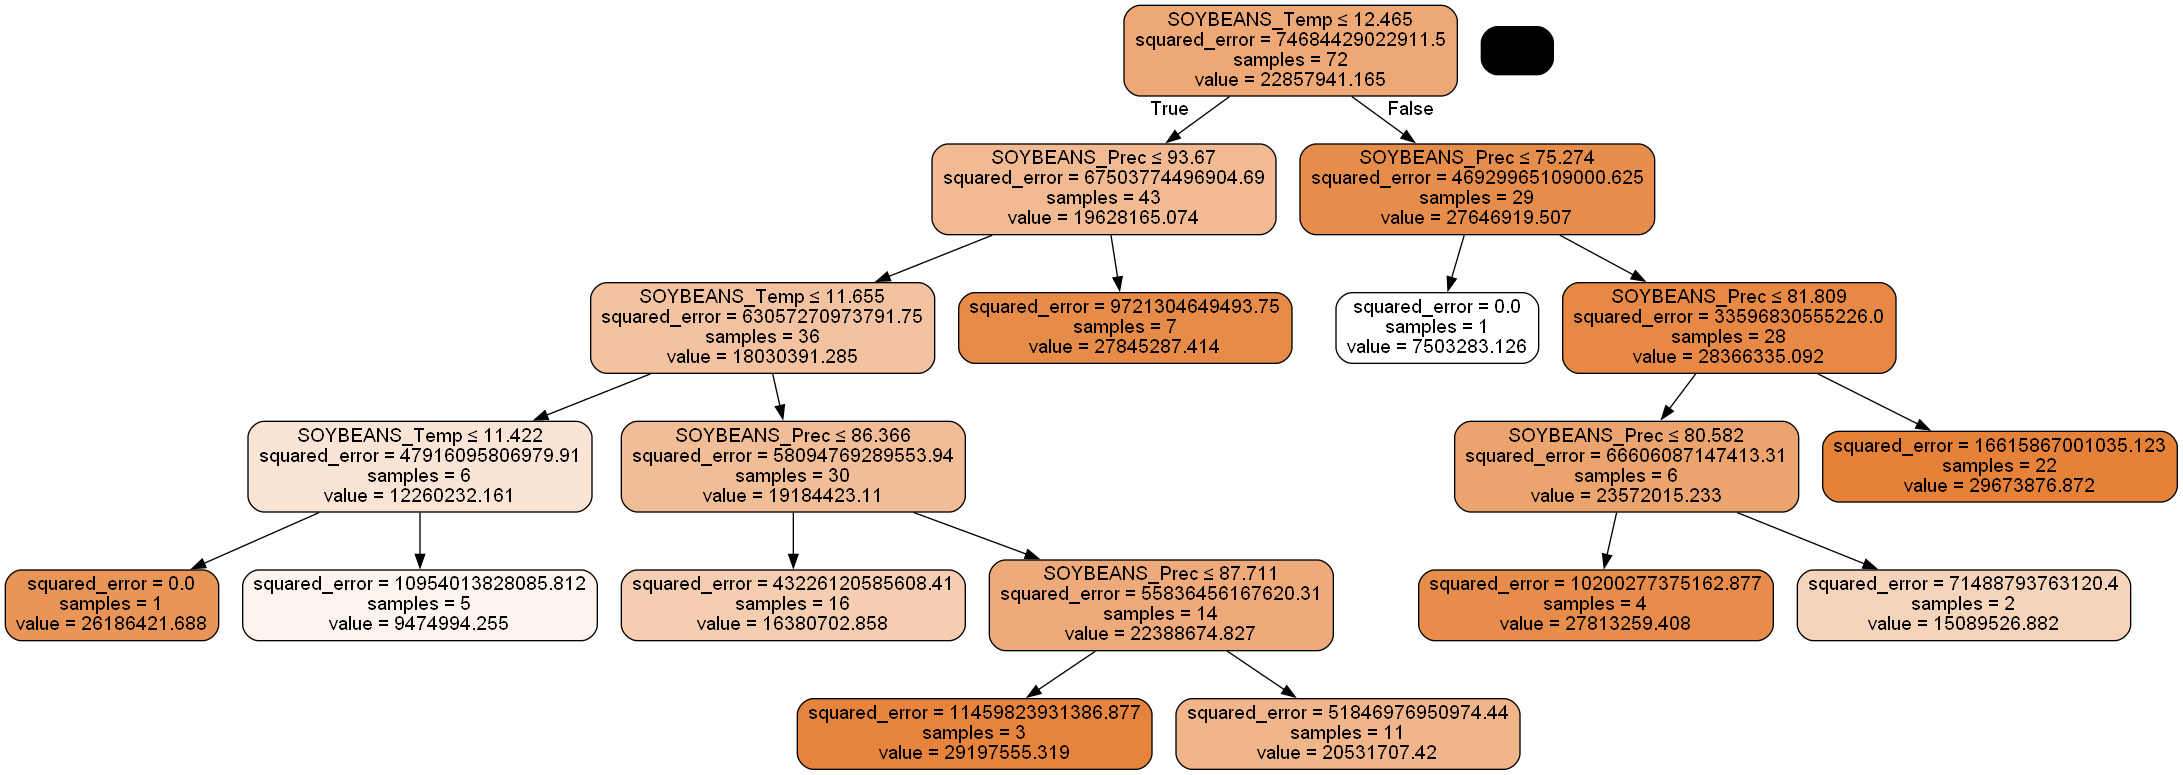 SOYBEANS_Temp ≤ 12.465
squared_error = 74684429022911.5
samples = 72
value = 22857941.165
True
False
SOYBEANS_Prec ≤ 93.67
squared_error = 67503774496904.69
samples = 43
value = 19628165.074
SOYBEANS_Prec ≤ 75.274
squared_error = 46929965109000.625
samples = 29
value = 27646919.507
SOYBEANS_Temp ≤ 11.655
squared_error = 63057270973791.75
samples = 36
value = 18030391.285
squared_error = 9721304649493.75
samples = 7
value = 27845287.414
squared_error = 0.0
samples = 1
value = 7503283.126
SOYBEANS_Prec ≤ 81.809
squared_error = 33596830555226.0
samples = 28
value = 28366335.092
SOYBEANS_Temp ≤ 11.422
squared_error = 47916095806979.91
samples = 6
value = 12260232.161
SOYBEANS_Prec ≤ 86.366
squared_error = 58094769289553.94
samples = 30
value = 19184423.11
SOYBEANS_Prec ≤ 80.582
squared_error = 66606087147413.31
samples = 6
value = 23572015.233
squared_error = 16615867001035.123
samples = 22
value = 29673876.872
squared_error = 0.0
samples = 1
value = 26186421.688
squared_error = 10954013828085.812
samples = 5
value = 9474994.255
squared_error = 43226120585608.41
samples = 16
value = 16380702.858
SOYBEANS_Prec ≤ 87.711
squared_error = 55836456167620.31
samples = 14
value = 22388674.827
squared_error = 10200277375162.877
samples = 4
value = 27813259.408
squared_error = 71488793763120.4
samples = 2
value = 15089526.882
squared_error = 11459823931386.877
samples = 3
value = 29197555.319
squared_error = 51846976950974.44
samples = 11
value = 20531707.42